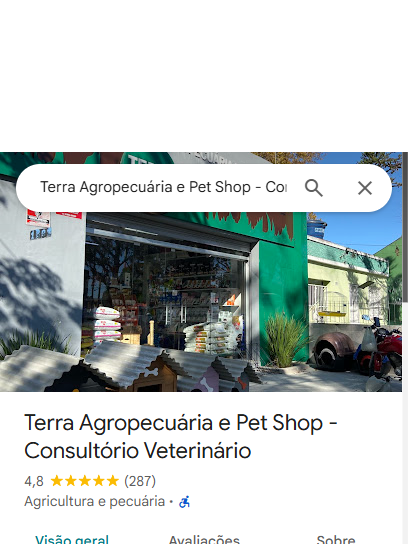 Terra Agropecuária e Pet Shop - Co
Terra Agropecuária e Pet Shop -
Consultório Veterinário
4,8 ★★★★★ (287)
Agricultura e pecuária ·
Visão geral Avaliações Sobre